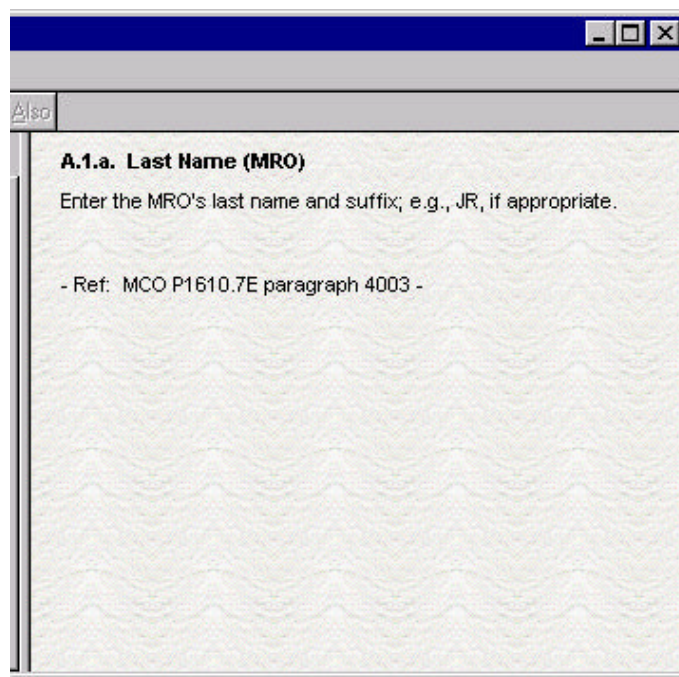 Also
A.1.a. Last Name (MRO)
Enter the MRO's last name and suffix; e.g., JR, if appropriate.
- Ref: MCO P1610.7E paragraph 4003 -